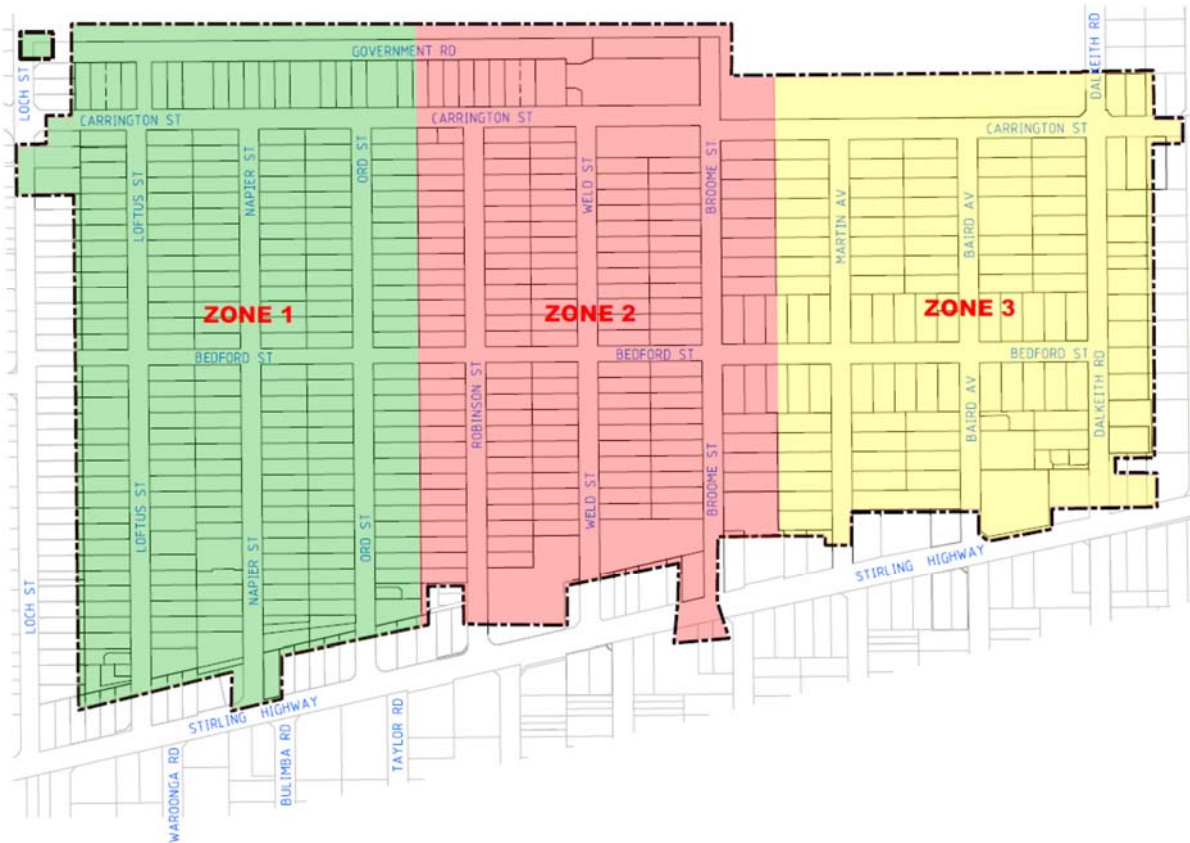 DALKEITH RD
LOCH ST
GOVERNMENT RD
CARRINGTON ST
CARRINGTON ST
CARRINGTON ST
LOFTUS ST
NAPIER ST
ORD ST
WELD ST
BROOME ST
MARTIN AV
BAIRD AV
ZONE 1
ZONE 2
ZONE 3
BEDFORD ST
BEDFORD ST
BEDFORD ST
ROBINSON ST
BAIRD AV
DALKEITH RD
LOFTUS ST
NAPIER ST
ORD ST
WELD ST
BROOME ST
LOCH ST
STIRLING HIGHWAY
STIRLING HIGHWAY
WAROONGA RD
BULIMBA RD
TAYLOR RD